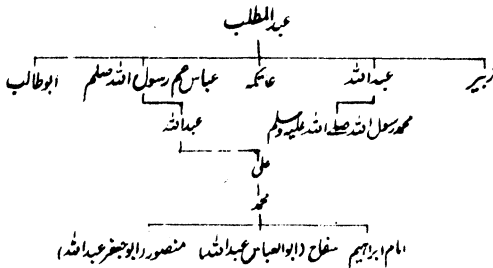 عبدالمطلب
زبیر عبداللہ عاتکہ عباس عم رسول اللہ صلعم ابوطالب
محمد رسول اللہ صلے اللہ علیہ وسلم عبداللہ
علی
محمد
امام ابراہیم سفاح (ابوالعباس عبداللہ) منصور (ابوجعفر عبداللہ)